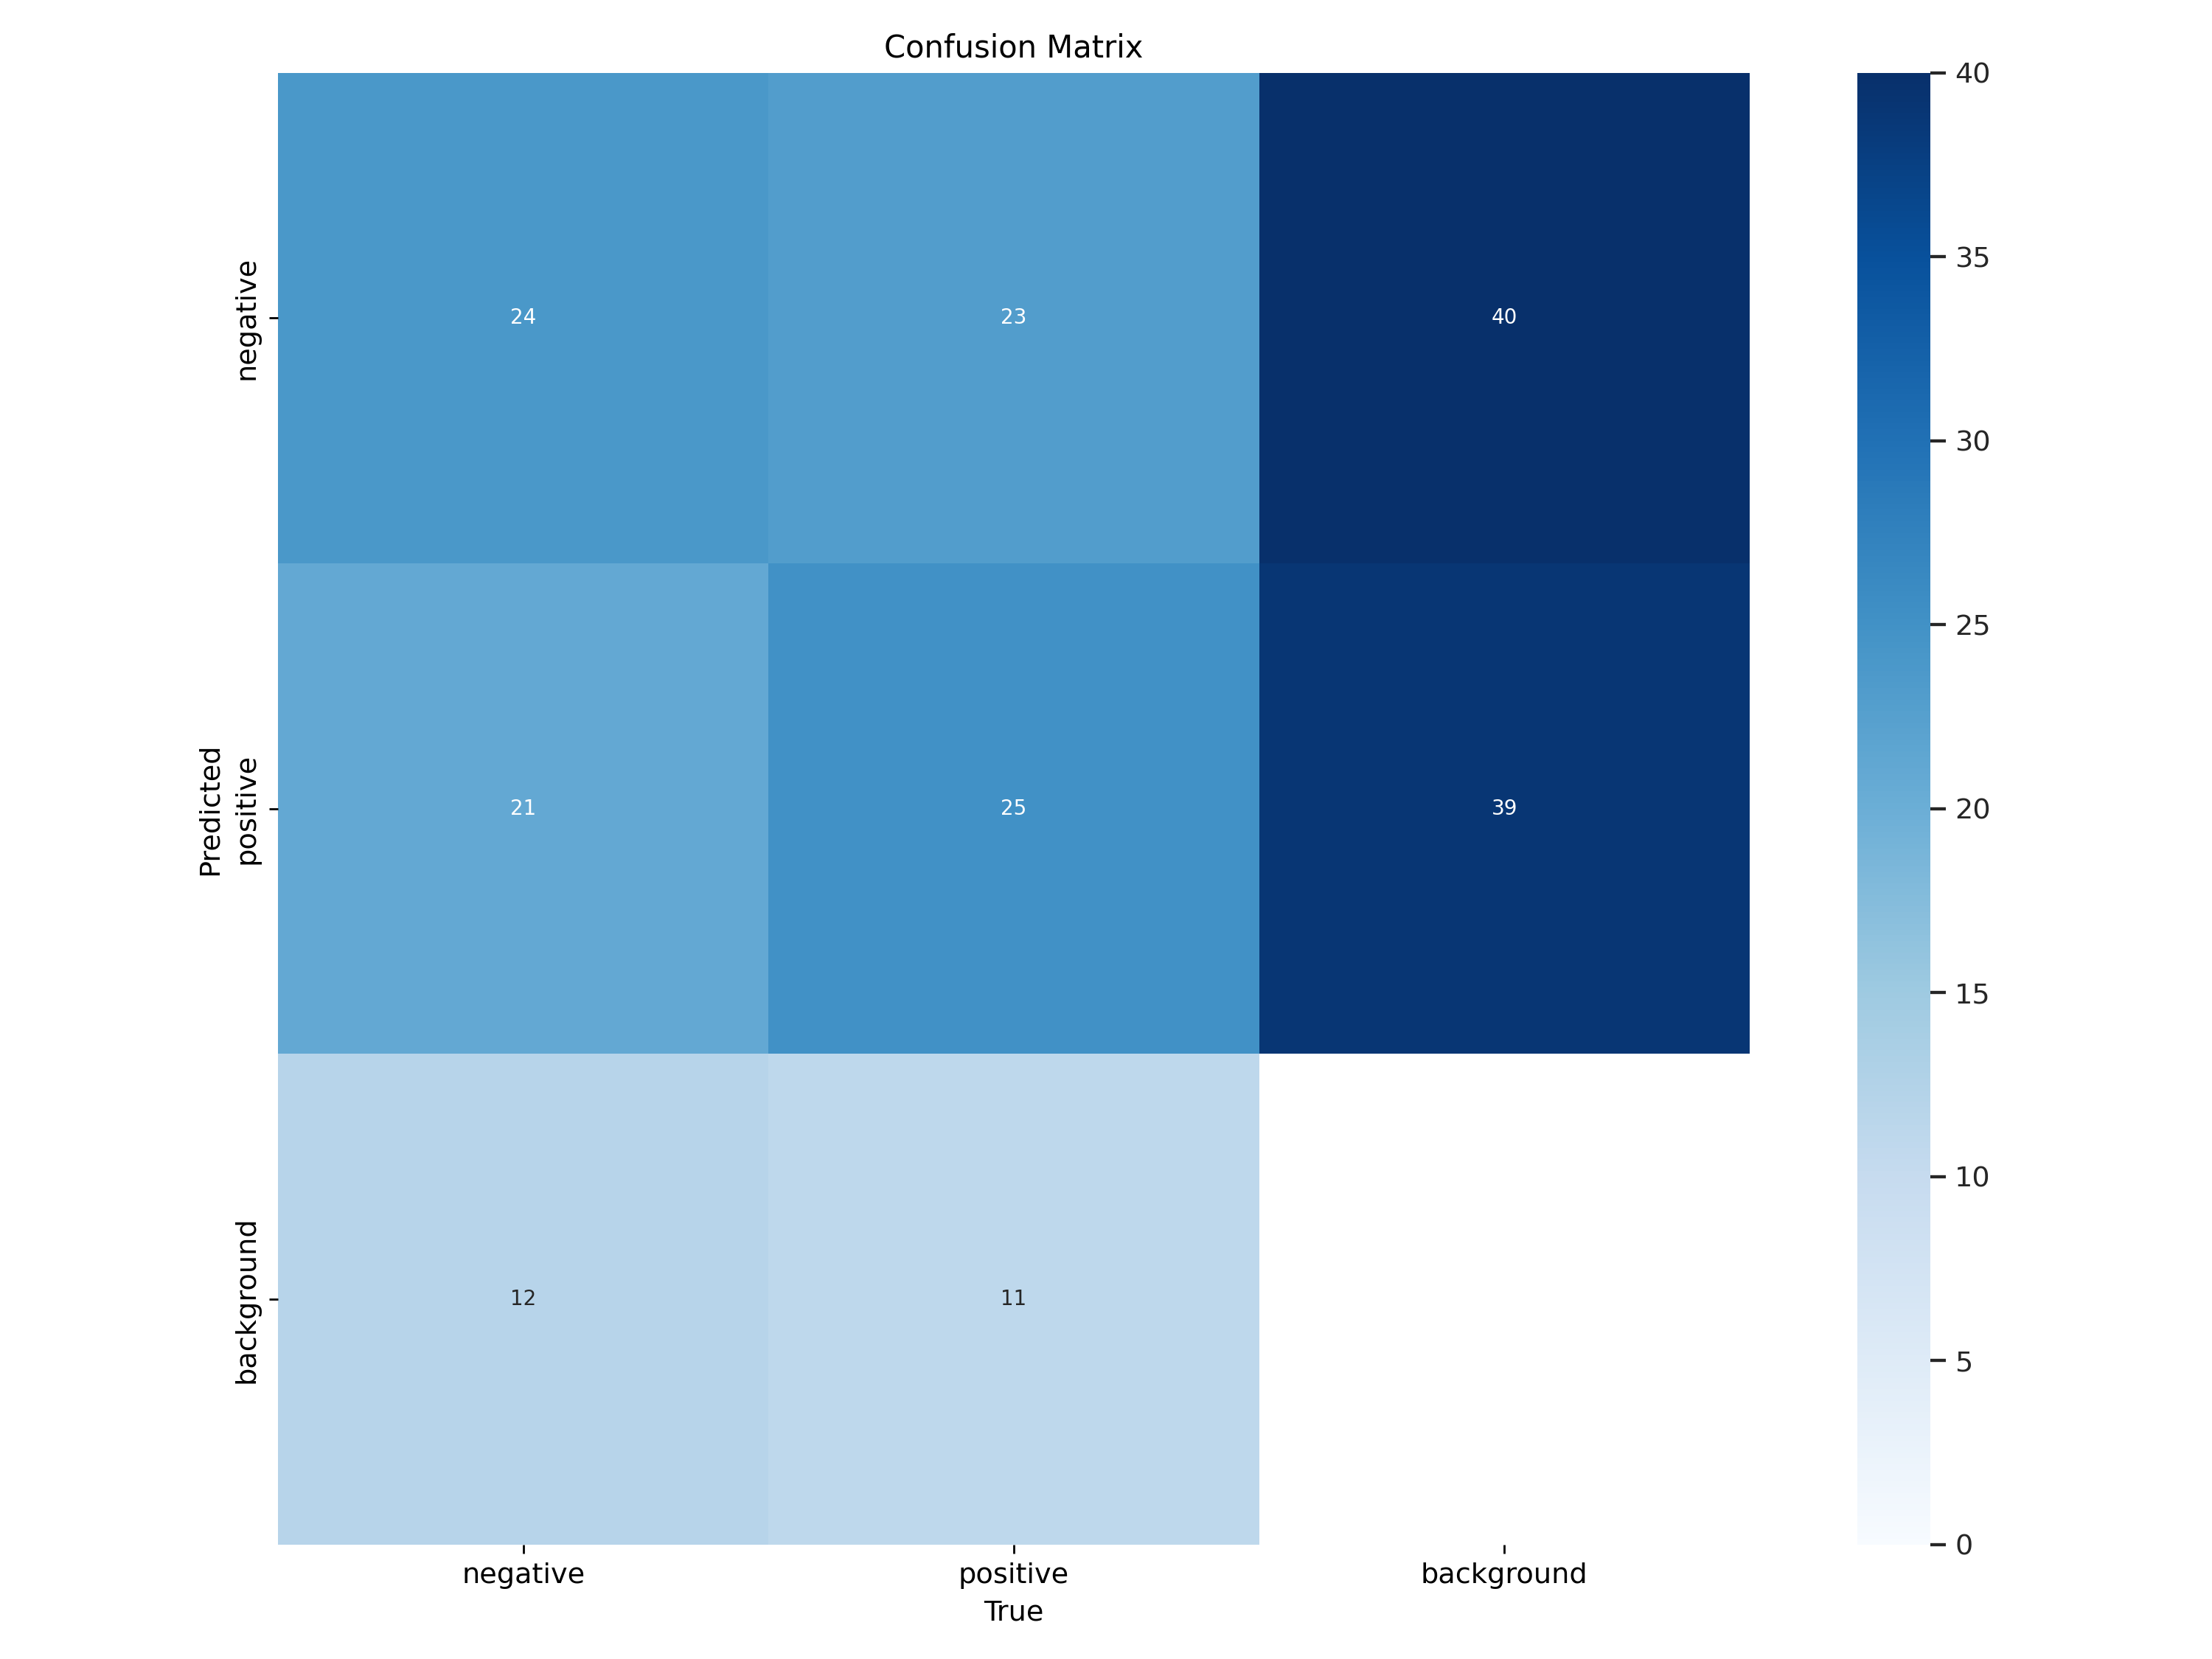 Confusion Matrix
negative
24
23
40
Predicted
positive
21
25
39
background
12
11
negative
positive
background
True
40
35
30
25
20
15
10
5
0